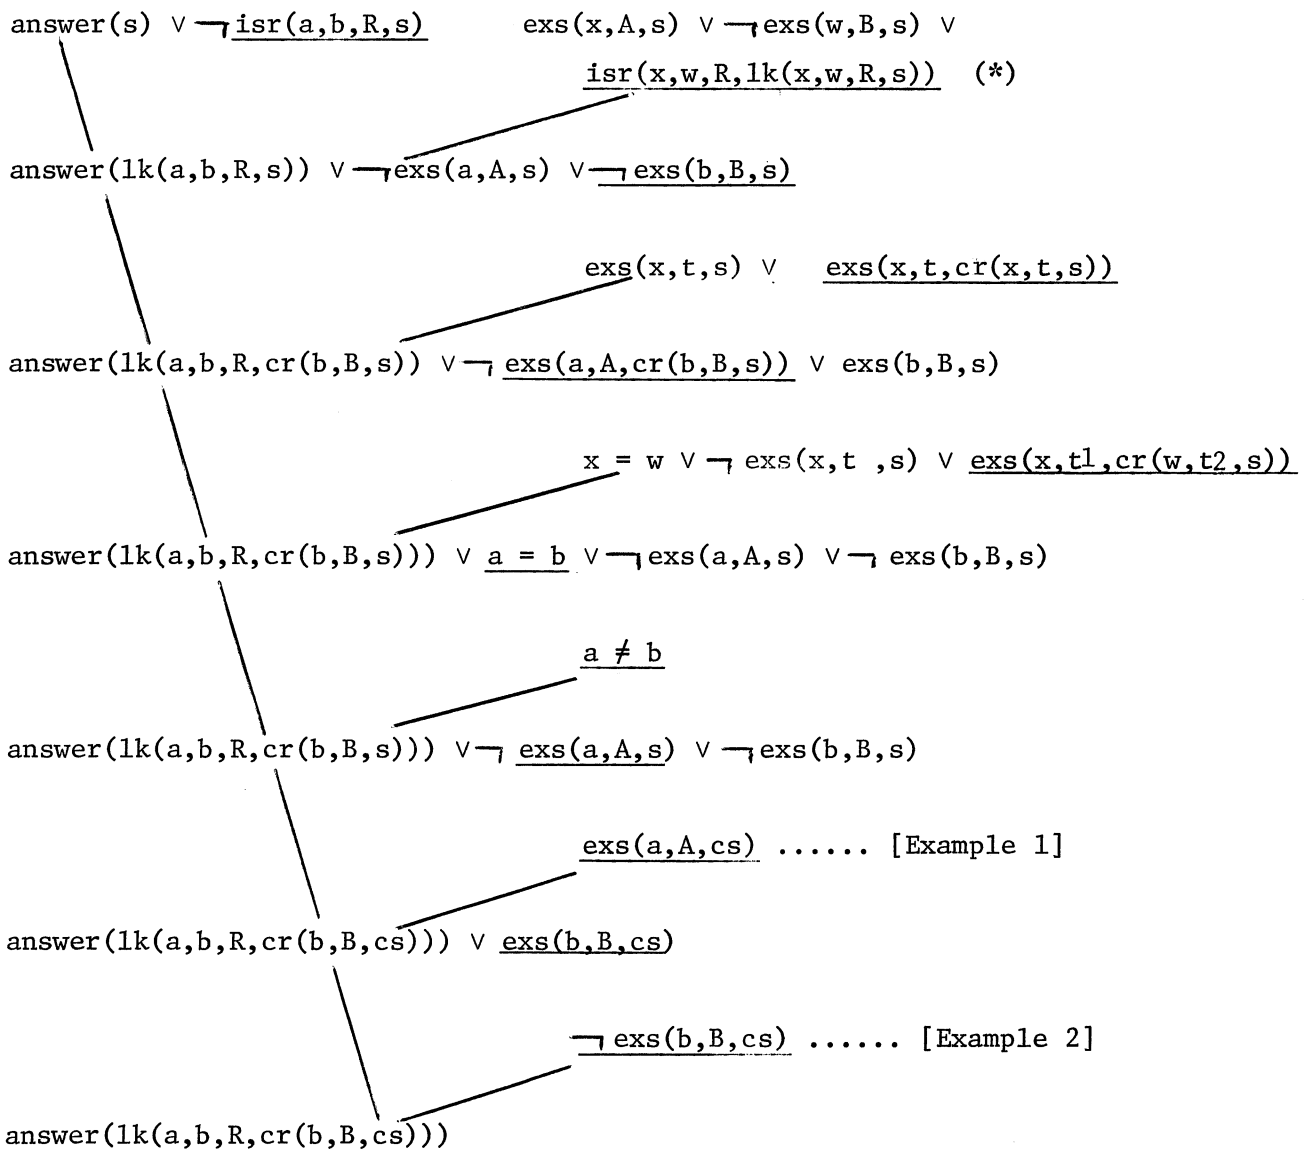 answer(s) ∨ ¬isr(a,b,R,s) exs(x,A,s) ∨ ¬exs(w,B,s) ∨
isr(x,w,R,lk(x,w,R,s)) (*)
answer(lk(a,b,R,s)) ∨ ¬exs(a,A,s) ∨ ¬exs(b,B,s)
exs(x,t,s) ∨ exs(x,t,cr(x,t,s))
answer(lk(a,b,R,cr(b,B,s)) ∨ ¬ exs(a,A,cr(b,B,s)) ∨ exs(b,B,s)
x = w ∨ ¬ exs(x,t ,s) ∨ exs(x,t1,cr(w,t2,s))
answer(lk(a,b,R,cr(b,B,s))) ∨ a = b ∨ ¬exs(a,A,s) ∨ ¬ exs(b,B,s)
a ≠ b
answer(lk(a,b,R,cr(b,B,s))) ∨ ¬ exs(a,A,s) ∨ ¬exs(b,B,s)
exs(a,A,cs) ...... [Example 1]
answer(lk(a,b,R,cr(b,B,cs))) ∨ exs(b,B,cs)
¬ exs(b,B,cs) ...... [Example 2]
answer(lk(a,b,R,cr(b,B,cs)))